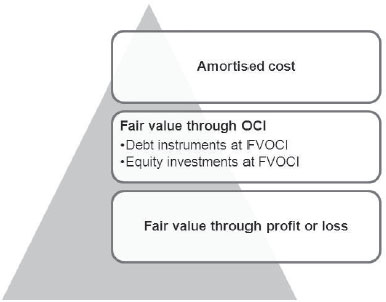 Amortised cost
Fair value through OCI
•Debt instruments at FVOCI
•Equity investments at FVOCI
Fair value through profit or loss